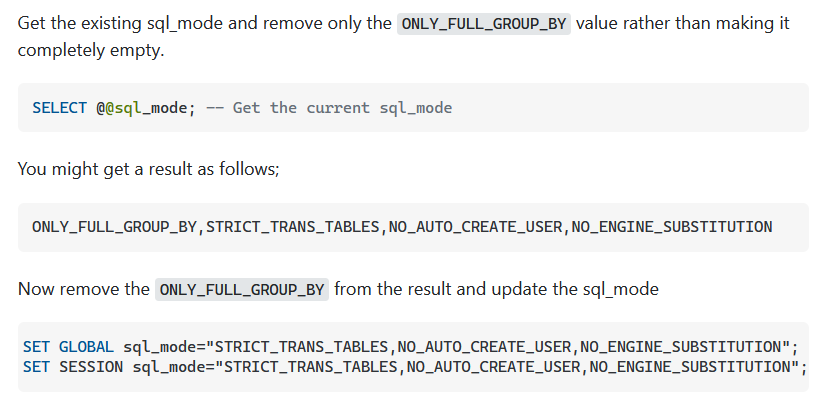 Get the existing sql_mode and remove only the ONLY_FULL_GROUP_BY value rather than making it
completely empty.
SELECT @@sql_mode; -- Get the current sql_mode
You might get a result as follows;
ONLY_FULL_GROUP_BY,STRICT_TRANS_TABLES,NO_AUTO_CREATE_USER,NO_ENGINE_SUBSTITUTION
Now remove the ONLY_FULL_GROUP_BY from the result and update the sql_mode
SET GLOBAL sql_mode="STRICT_TRANS_TABLES,NO_AUTO_CREATE_USER,NO_ENGINE_SUBSTITUTION";
SET SESSION sql_mode="STRICT_TRANS_TABLES,NO_AUTO_CREATE_USER,NO_ENGINE_SUBSTITUTION";